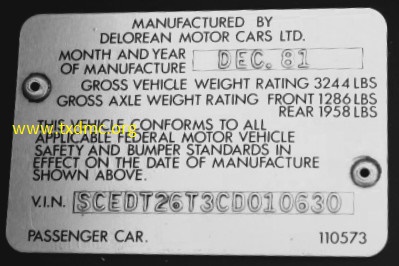 MANUFACTURED BY
DELOREAN MOTOR CARS LTD.
MONTH AND YEAR
OF MANUFACTURE DEC. 81
GROSS VEHICLE WEIGHT RATING 3244 LBS
GROSS AXLE WEIGHT RATING FRONT 1286 LBS
REAR 1958 LBS
www.txdmc.org
THIS VEHICLE CONFORMS TO ALL
APPLICABLE FEDERAL MOTOR VEHICLE
SAFETY AND BUMPER STANDARDS IN
EFFECT ON THE DATE OF MANUFACTURE
SHOWN ABOVE.
V.I.N. SCEDT26T3CD010630
PASSENGER CAR. 110573